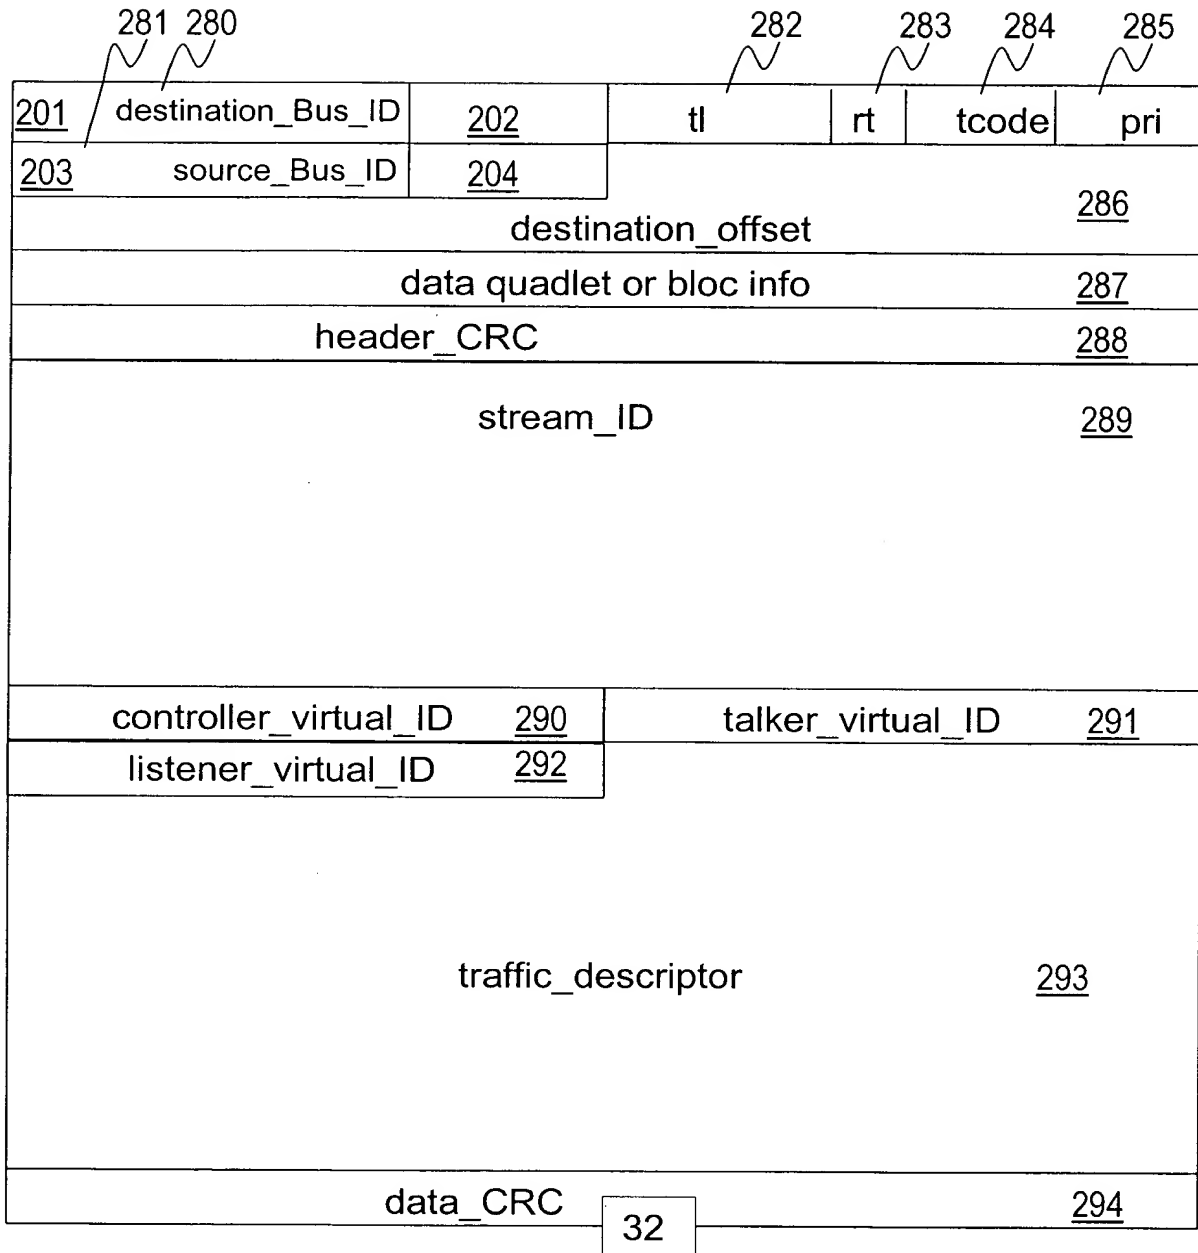 281 280 282 283 284 285
201 destination_Bus_ID 202 tl rt tcode pri
203 source_Bus_ID 204
286
destination_offset
data quadlet or bloc info 287
header_CRC 288
stream_ID 289
controller_virtual_ID 290 talker_virtual_ID 291
listener_virtual_ID 292
traffic_descriptor 293
data_CRC 294
32